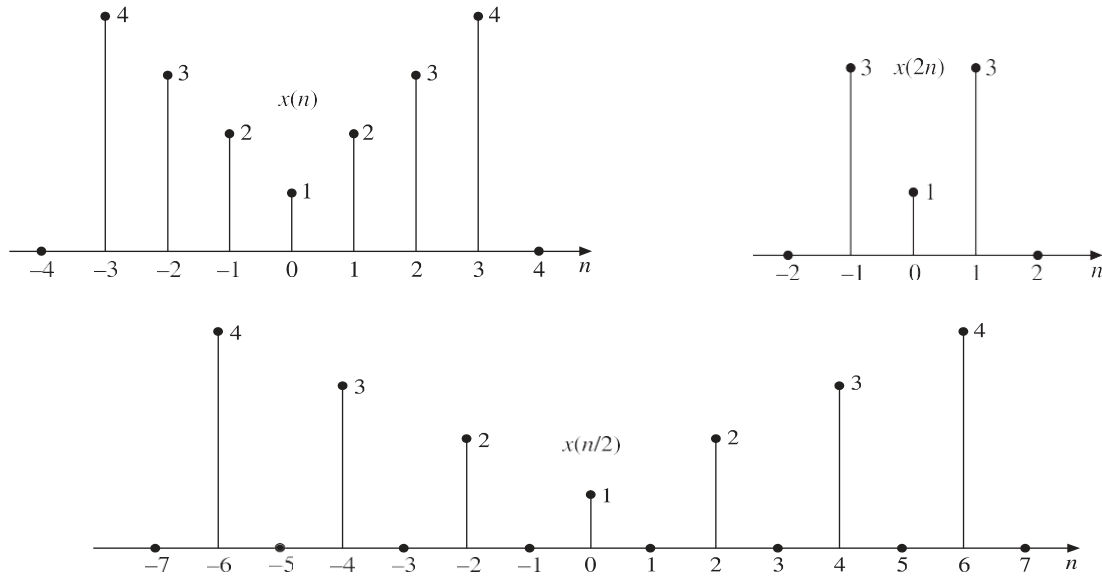 4 4
3 3
x(n)
2 2
1
–4 –3 –2 –1 0 1 2 3 4 n
3 x(2n) 3
1
–2 –1 0 1 2 n
4 4
3 3
2 x(n/2) 2
1
–7 –6 –5 –4 –3 –2 –1 0 1 2 3 4 5 6 7 n